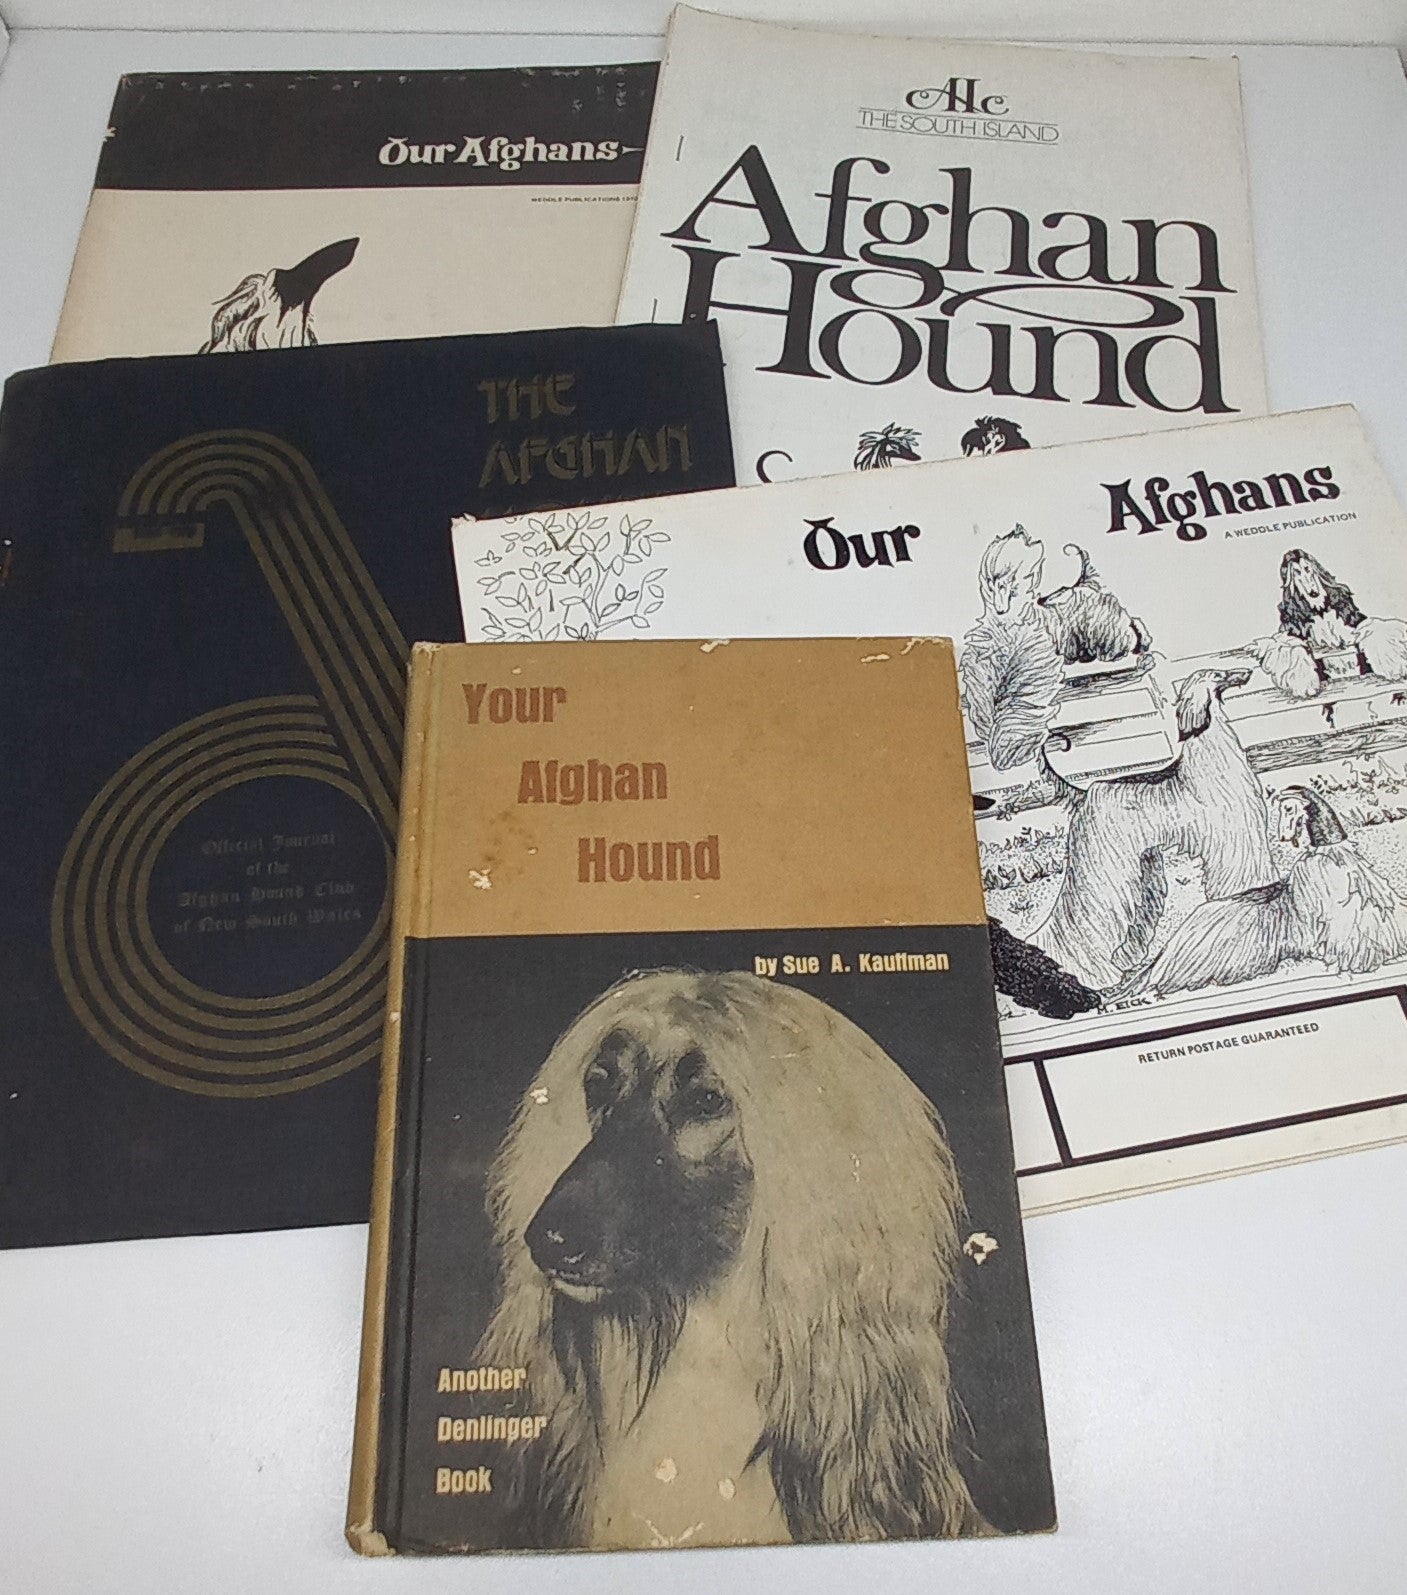 Our Afghans
WEDDLE PUBLICATIONS
AHc
THE SOUTH ISLAND
Afghan
Hound
THE
AFGHAN
Official Journal
of the
Afghan Hound Club
of New South Wales
Our Afghans
A WEDDLE PUBLICATION
M. EICK
RETURN POSTAGE GUARANTEED
Your
Afghan
Hound
by Sue A. Kauffman
Another
Denlinger
Book